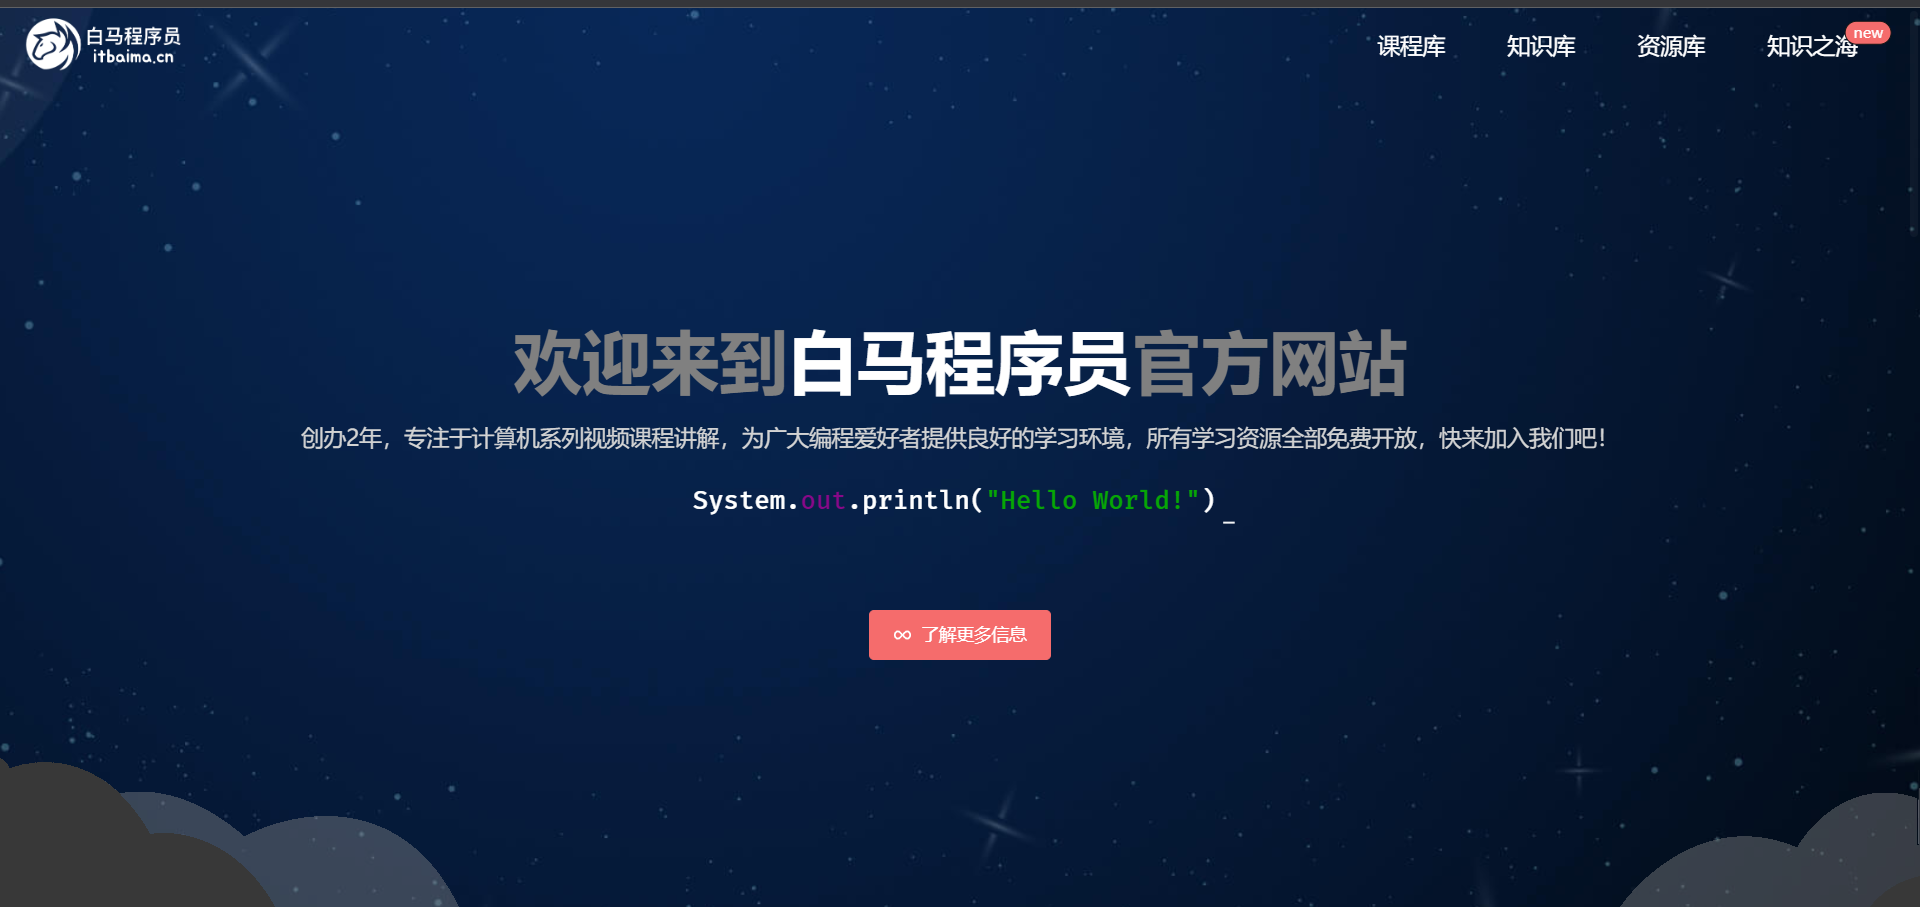 白马程序员
itbaima.cn
课程库 知识库 资源库 知识之海 new
欢迎来到白马程序员官方网站
创办2年，专注于计算机系列视频课程讲解，为广大编程爱好者提供良好的学习环境，所有学习资源全部免费开放，快来加入我们吧！
System.out.println("Hello World!")_
∞ 了解更多信息